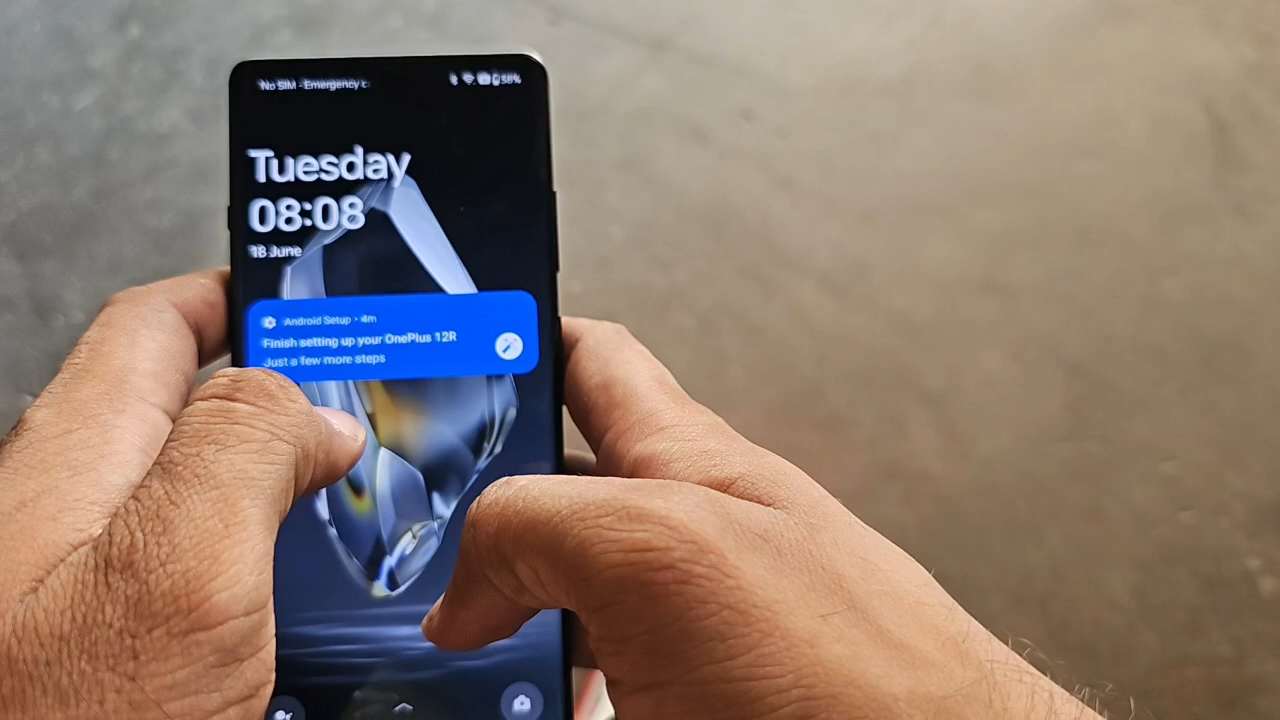 No SIM - Emergency c
58%
Tuesday
08:08
18 June
Android Setup • 4m
Finish setting up your OnePlus 12R
Just a few more steps